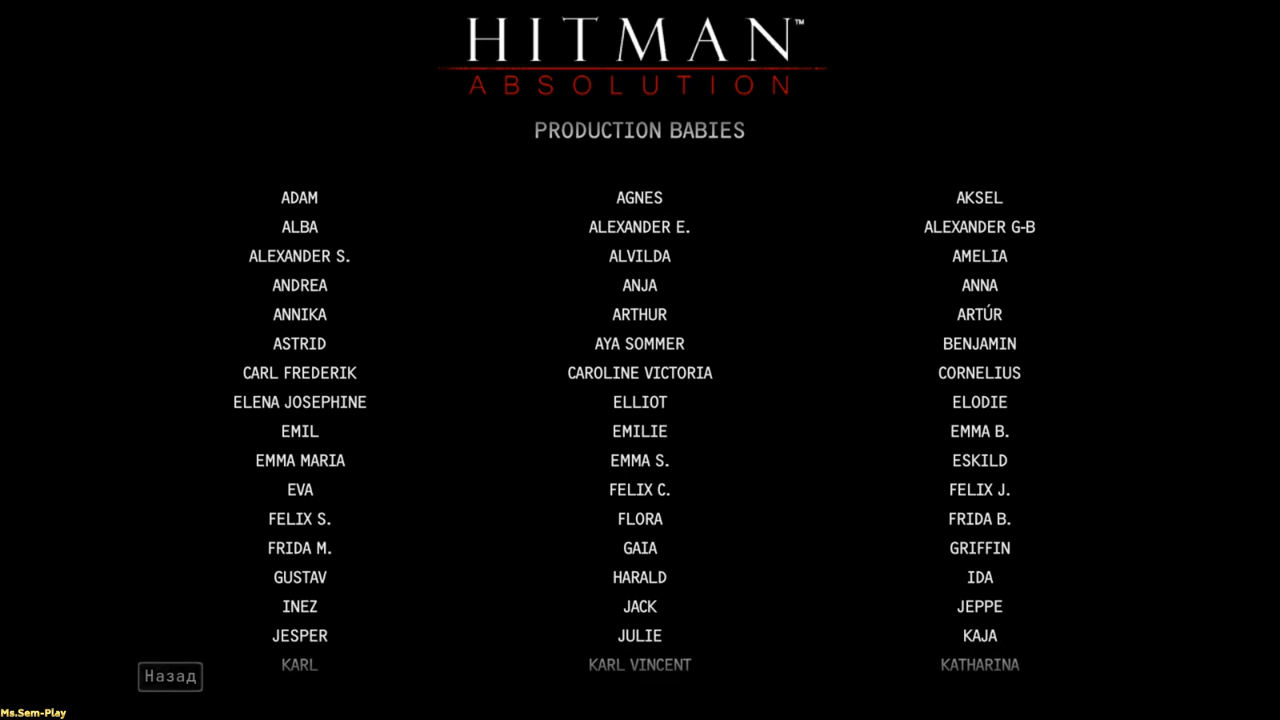 HITMAN™
ABSOLUTION
PRODUCTION BABIES
ADAM AGNES AKSEL
ALBA ALEXANDER E. ALEXANDER G-B
ALEXANDER S. ALVILDA AMELIA
ANDREA ANJA ANNA
ANNIKA ARTHUR ARTÚR
ASTRID AYA SOMMER BENJAMIN
CARL FREDERIK CAROLINE VICTORIA CORNELIUS
ELENA JOSEPHINE ELLIOT ELODIE
EMIL EMILIE EMMA B.
EMMA MARIA EMMA S. ESKILD
EVA FELIX C. FELIX J.
FELIX S. FLORA FRIDA B.
FRIDA M. GAIA GRIFFIN
GUSTAV HARALD IDA
INEZ JACK JEPPE
JESPER JULIE KAJA
KARL KARL VINCENT KATHARINA
Назад
Ms.Sem-Play